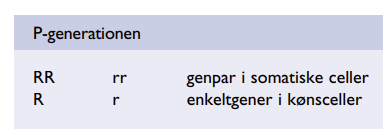 P-generationen
RR rr genpar i somatiske celler
R r enkeltgener i kønsceller